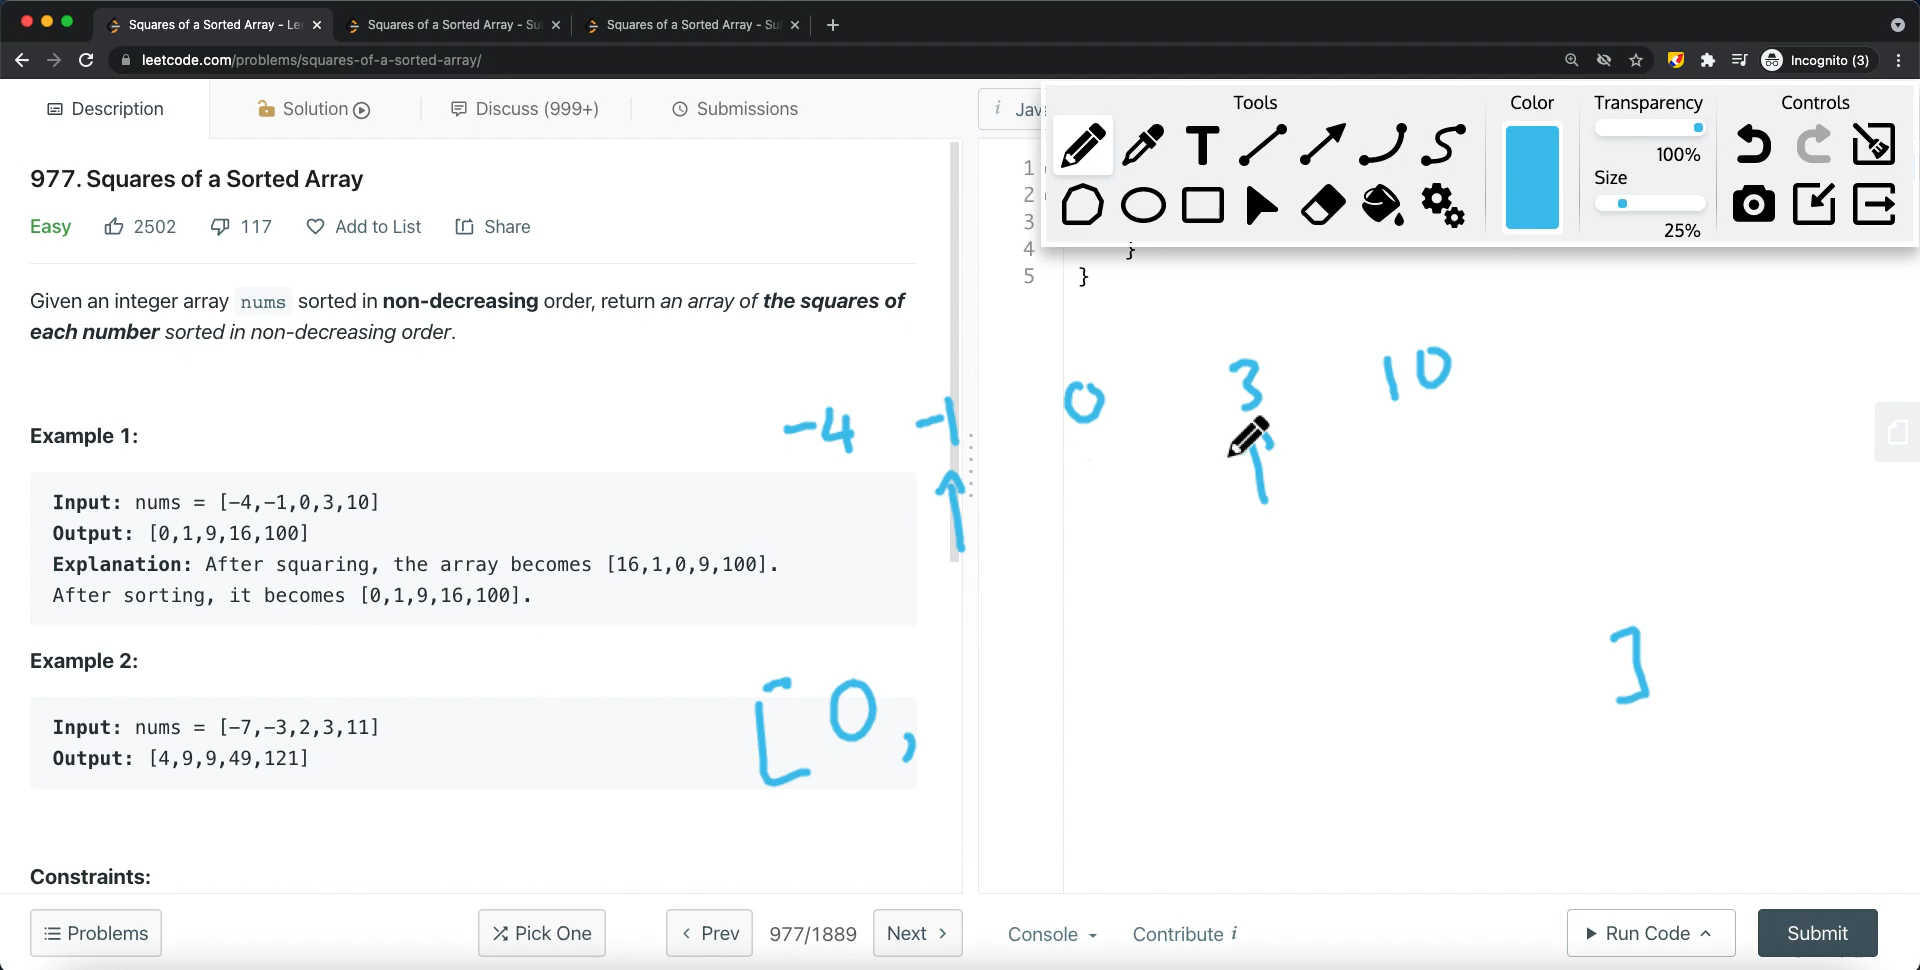 Squares of a Sorted Array - Lee
Squares of a Sorted Array - Su
Squares of a Sorted Array - Su
leetcode.com/problems/squares-of-a-sorted-array/
Incognito (3)
Description
Solution
Discuss (999+)
Submissions
i Jav
Tools
Color
Transparency
100%
Size
25%
Controls
977. Squares of a Sorted Array
Easy 2502 117 Add to List Share
Given an integer array nums sorted in non-decreasing order, return an array of the squares of
each number sorted in non-decreasing order.
1
2
3
4 }
5 }
-4 -1 0 3 10
Example 1:
Input: nums = [-4,-1,0,3,10]
Output: [0,1,9,16,100]
Explanation: After squaring, the array becomes [16,1,0,9,100].
After sorting, it becomes [0,1,9,16,100].
Example 2:
Input: nums = [-7,-3,2,3,11]
Output: [4,9,9,49,121]
[ 0 , ]
Constraints:
Problems
Pick One
Prev
977/1889
Next
Console
Contribute i
Run Code
Submit